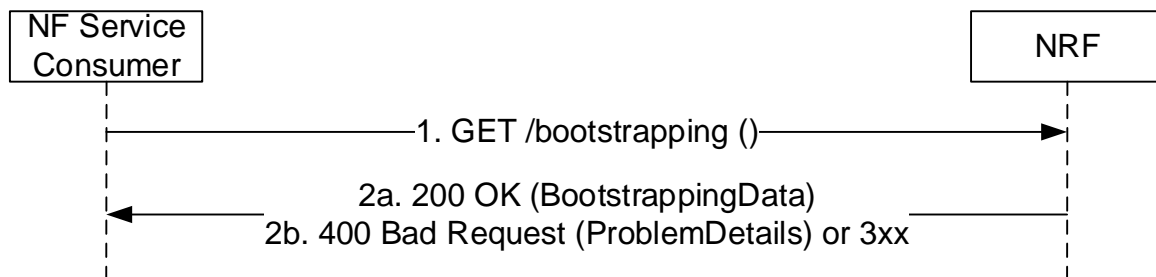 NF Service
Consumer
NRF
1. GET /bootstrapping ()
2a. 200 OK (BootstrappingData)
2b. 400 Bad Request (ProblemDetails) or 3xx